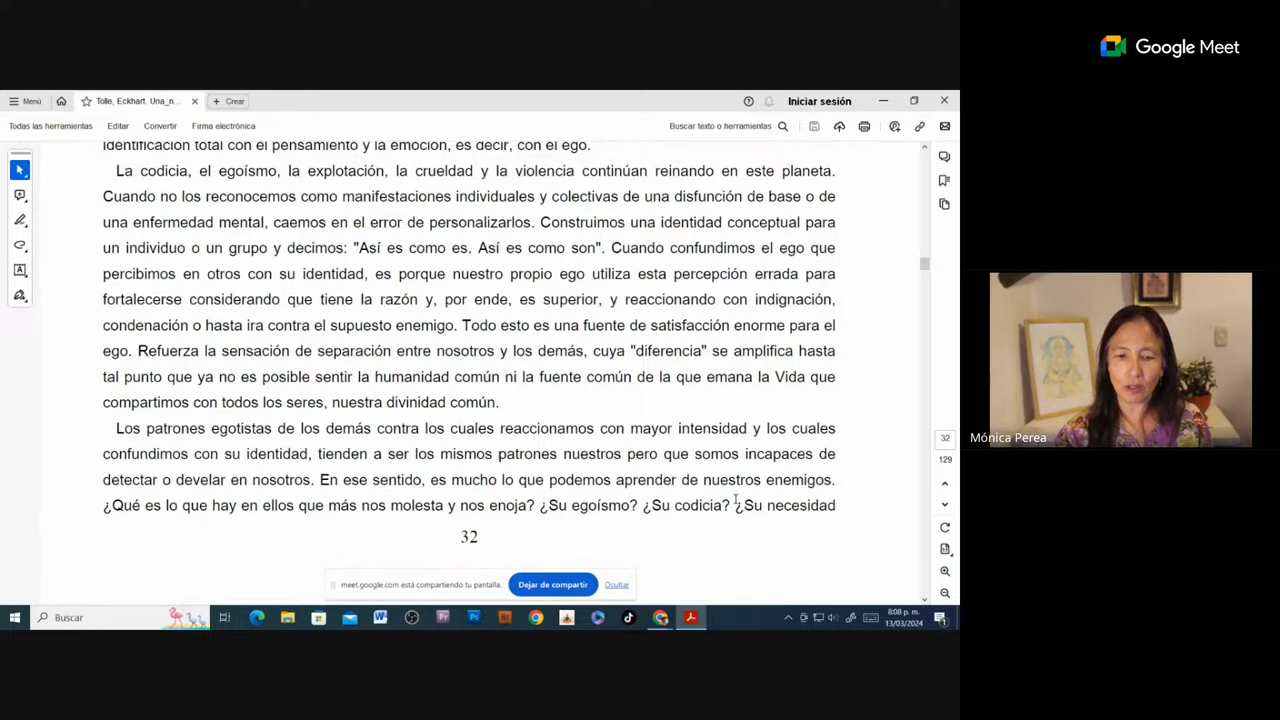 Google Meet
Menú
Tolle, Eckhart. Una_n...
Crear
Iniciar sesión
Todas las herramientas
Editar
Convertir
Firma electrónica
Buscar texto o herramientas
identificación total con el pensamiento y la emoción, es decir, con el ego.
La codicia, el egoísmo, la explotación, la crueldad y la violencia continúan reinando en este planeta.
Cuando no los reconocemos como manifestaciones individuales y colectivas de una disfunción de base o de
una enfermedad mental, caemos en el error de personalizarlos. Construimos una identidad conceptual para
un individuo o un grupo y decimos: "Así es como es. Así es como son". Cuando confundimos el ego que
percibimos en otros con su identidad, es porque nuestro propio ego utiliza esta percepción errada para
fortalecerse considerando que tiene la razón y, por ende, es superior, y reaccionando con indignación,
condenación o hasta ira contra el supuesto enemigo. Todo esto es una fuente de satisfacción enorme para el
ego. Refuerza la sensación de separación entre nosotros y los demás, cuya "diferencia" se amplifica hasta
tal punto que ya no es posible sentir la humanidad común ni la fuente común de la que emana la Vida que
compartimos con todos los seres, nuestra divinidad común.
Los patrones egotistas de los demás contra los cuales reaccionamos con mayor intensidad y los cuales
confundimos con su identidad, tienden a ser los mismos patrones nuestros pero que somos incapaces de
detectar o develar en nosotros. En ese sentido, es mucho lo que podemos aprender de nuestros enemigos.
¿Qué es lo que hay en ellos que más nos molesta y nos enoja? ¿Su egoísmo? ¿Su codicia? ¿Su necesidad
32
32
129
Mónica Perea
meet.google.com está compartiendo tu pantalla.
Dejar de compartir
Ocultar
Buscar
8:08 p. m.
13/03/2024